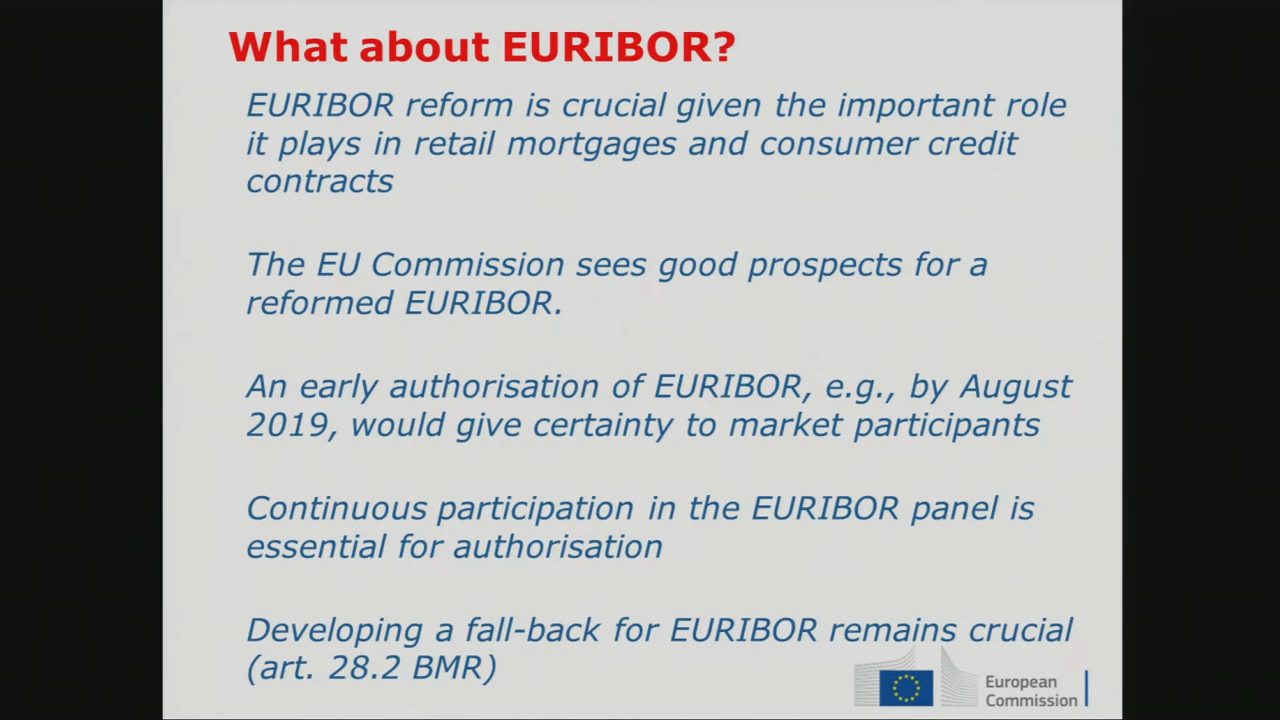 What about EURIBOR?
EURIBOR reform is crucial given the important role
it plays in retail mortgages and consumer credit
contracts
The EU Commission sees good prospects for a
reformed EURIBOR.
An early authorisation of EURIBOR, e.g., by August
2019, would give certainty to market participants
Continuous participation in the EURIBOR panel is
essential for authorisation
Developing a fall-back for EURIBOR remains crucial
(art. 28.2 BMR)
European
Commission